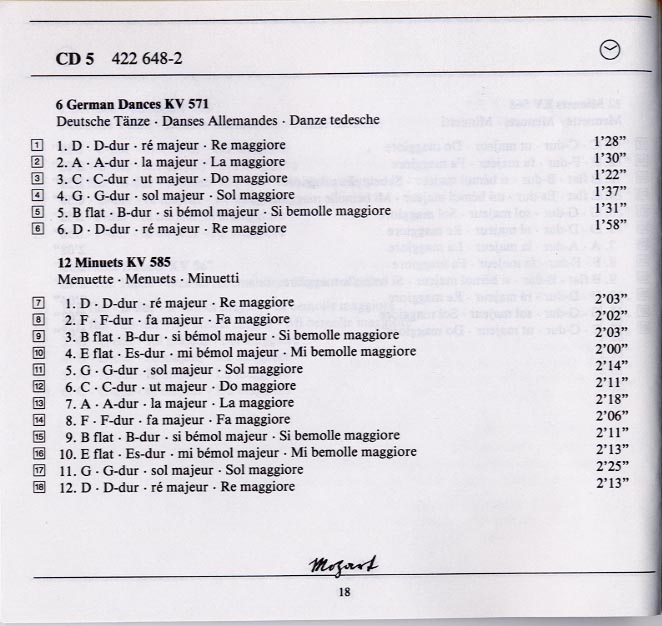 CD 5 422 648-2
6 German Dances KV 571
Deutsche Tänze · Danses Allemandes · Danze tedesche
1 1. D · D-dur · ré majeur · Re maggiore 1’28”
2 2. A · A-dur · la majeur · La maggiore 1’30”
3 3. C · C-dur · ut majeur · Do maggiore 1’22”
4 4. G · G-dur · sol majeur · Sol maggiore 1’37”
5 5. B flat · B-dur · si bémol majeur · Si bemolle maggiore 1’31”
6 6. D · D-dur · ré majeur · Re maggiore 1’58”
12 Minuets KV 585
Menuette · Menuets · Minuetti
7 1. D · D-dur · ré majeur · Re maggiore 2’03”
8 2. F · F-dur · fa majeur · Fa maggiore 2’02”
9 3. B flat · B-dur · si bémol majeur · Si bemolle maggiore 2’03”
10 4. E flat · Es-dur · mi bémol majeur · Mi bemolle maggiore 2’00”
11 5. G · G-dur · sol majeur · Sol maggiore 2’14”
12 6. C · C-dur · ut majeur · Do maggiore 2’11”
13 7. A · A-dur · la majeur · La maggiore 2’18”
14 8. F · F-dur · fa majeur · Fa maggiore 2’06”
15 9. B flat · B-dur · si bémol majeur · Si bemolle maggiore 2’11”
16 10. E flat · Es-dur · mi bémol majeur · Mi bemolle maggiore 2’13”
17 11. G · G-dur · sol majeur · Sol maggiore 2’25”
18 12. D · D-dur · ré majeur · Re maggiore 2’13”
Mozart
18